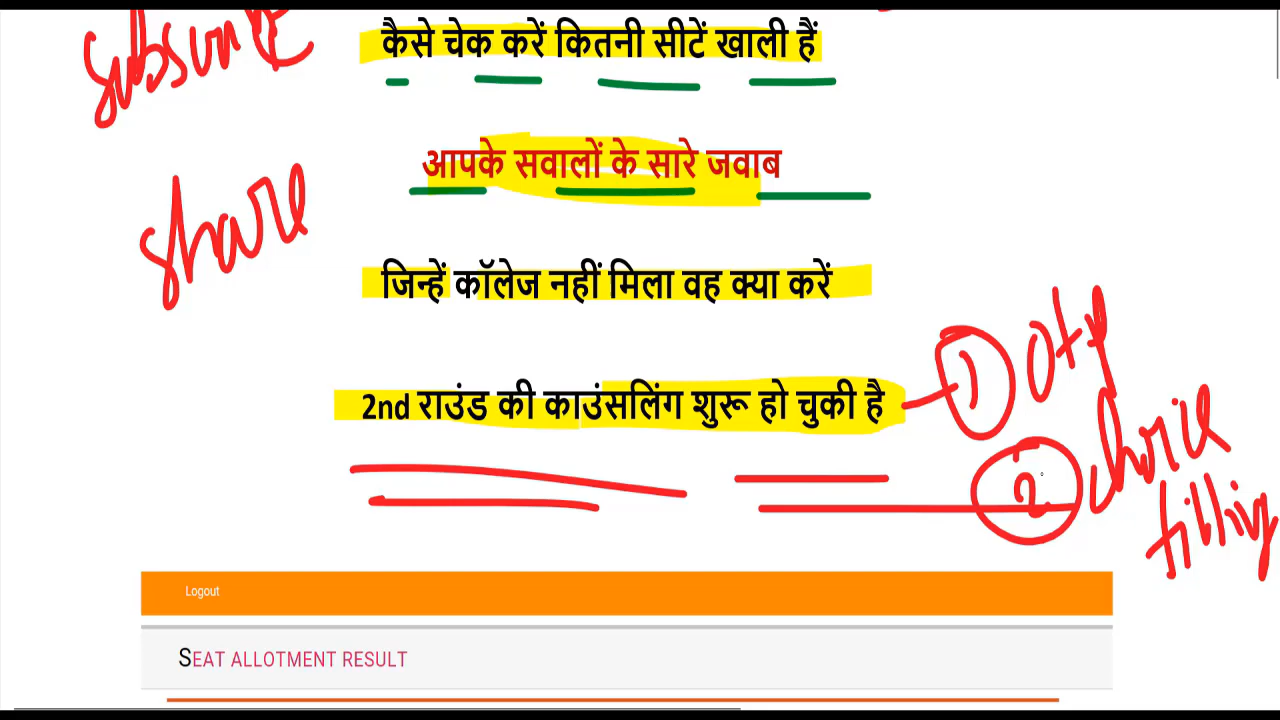 subscribe
कैसे चेक करें कितनी सीटें खाली हैं
आपके सवालों के सारे जवाब
share
जिन्हें कॉलेज नहीं मिला वह क्या करें
2nd राउंड की काउंसलिंग शुरू हो चुकी है
1 Otp
2 choice
filling
Logout
SEAT ALLOTMENT RESULT